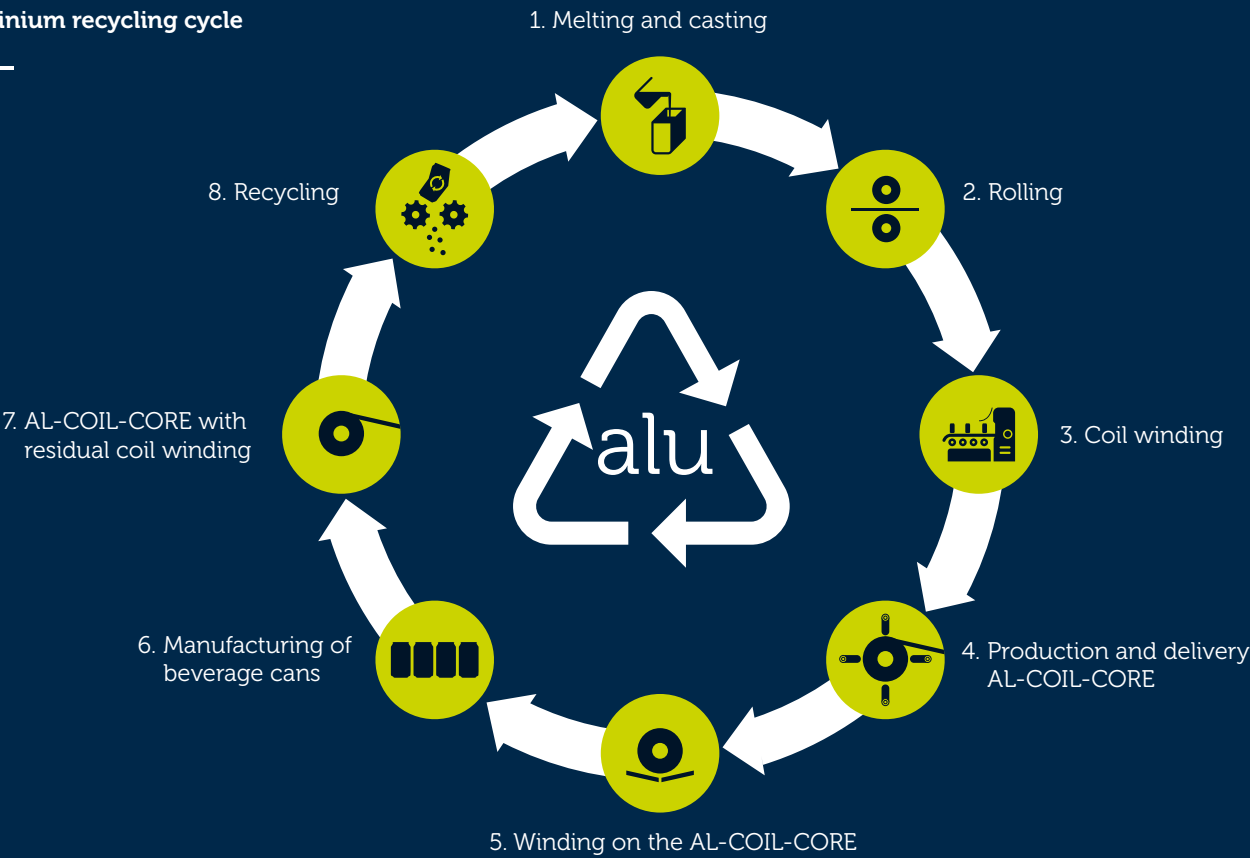 inium recycling cycle
1. Melting and casting
2. Rolling
3. Coil winding
4. Production and delivery
AL-COIL-CORE
5. Winding on the AL-COIL-CORE
6. Manufacturing of
beverage cans
7. AL-COIL-CORE with
residual coil winding
8. Recycling
alu